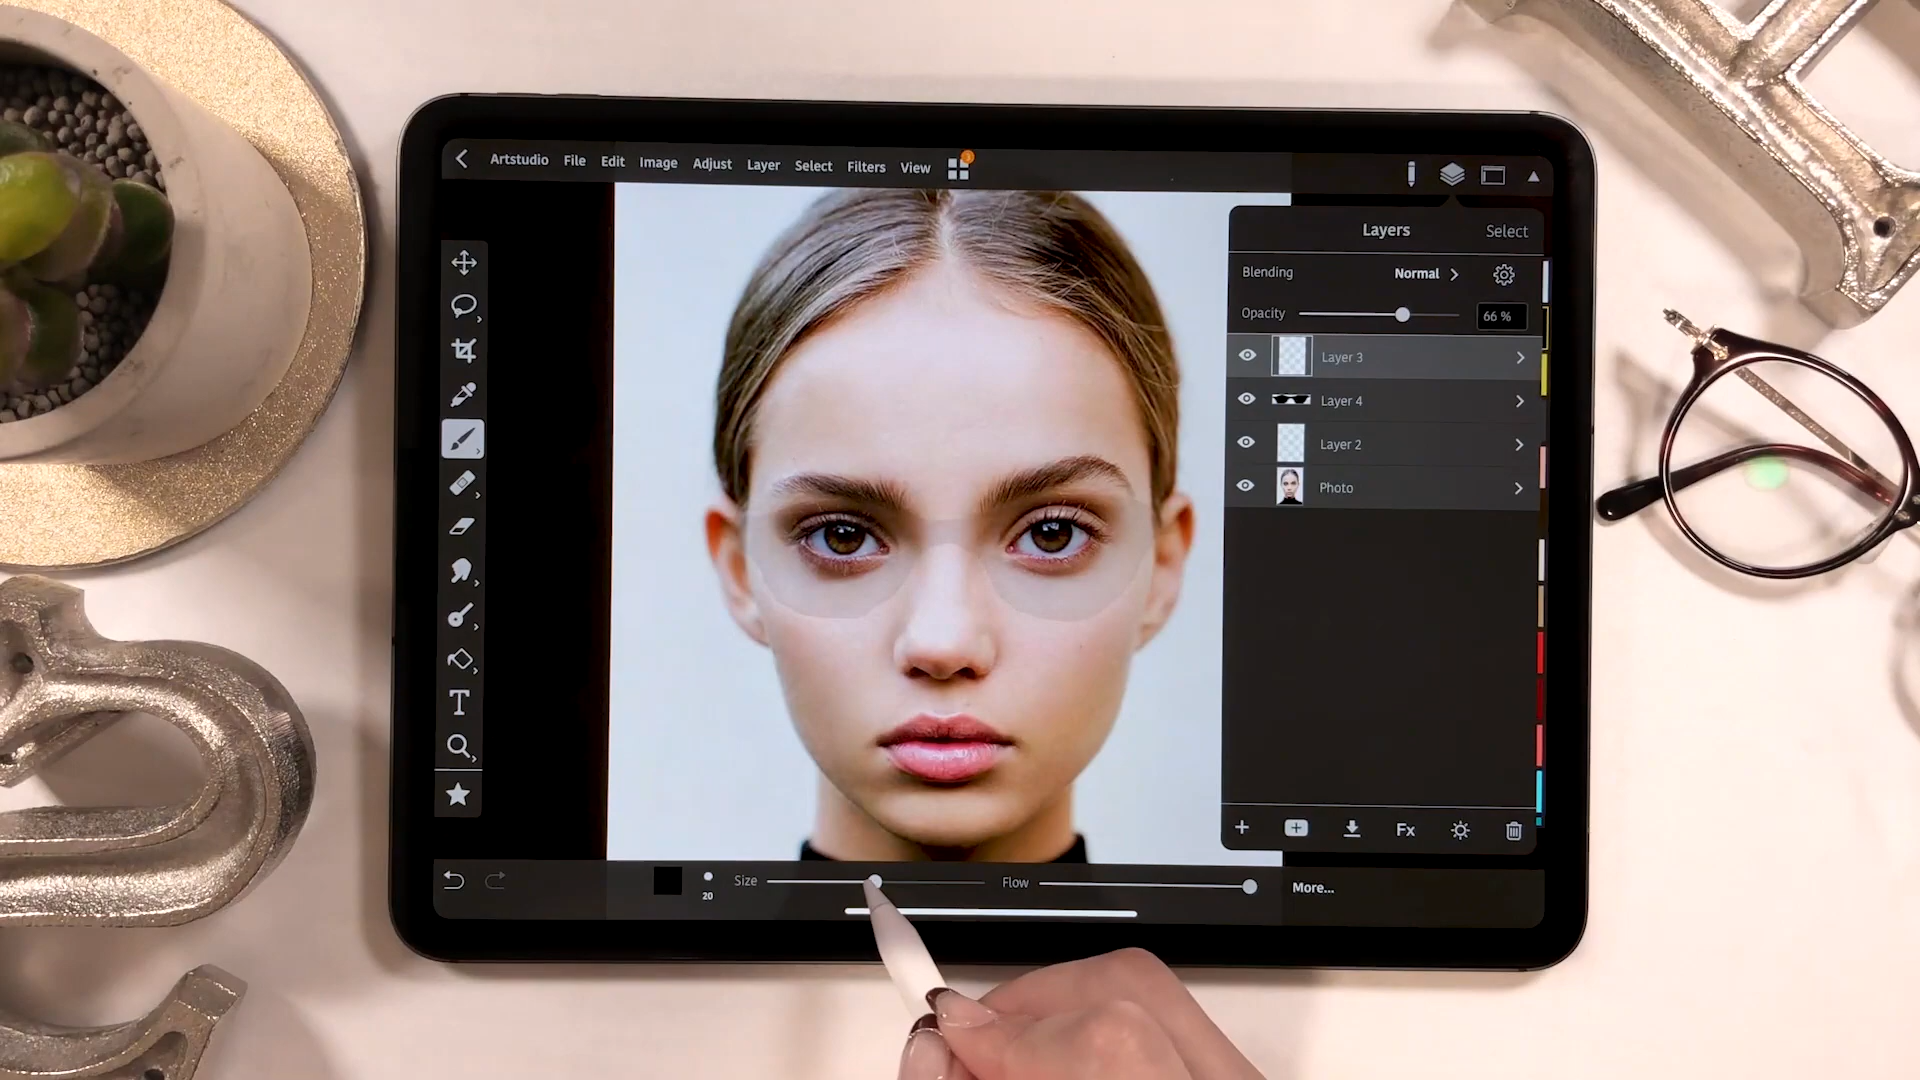 Artstudio File Edit Image Adjust Layer Select Filters View
Layers Select
Blending Normal
Opacity 66 %
Layer 3
Layer 4
Layer 2
Photo
Fx
Size Flow More...
20